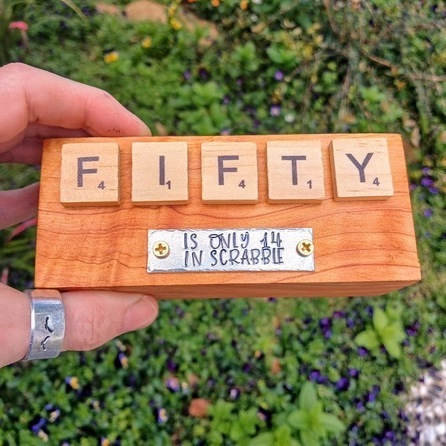 F4 I1 F4 T1 Y4
IS ONLY 14
IN SCRABBLE